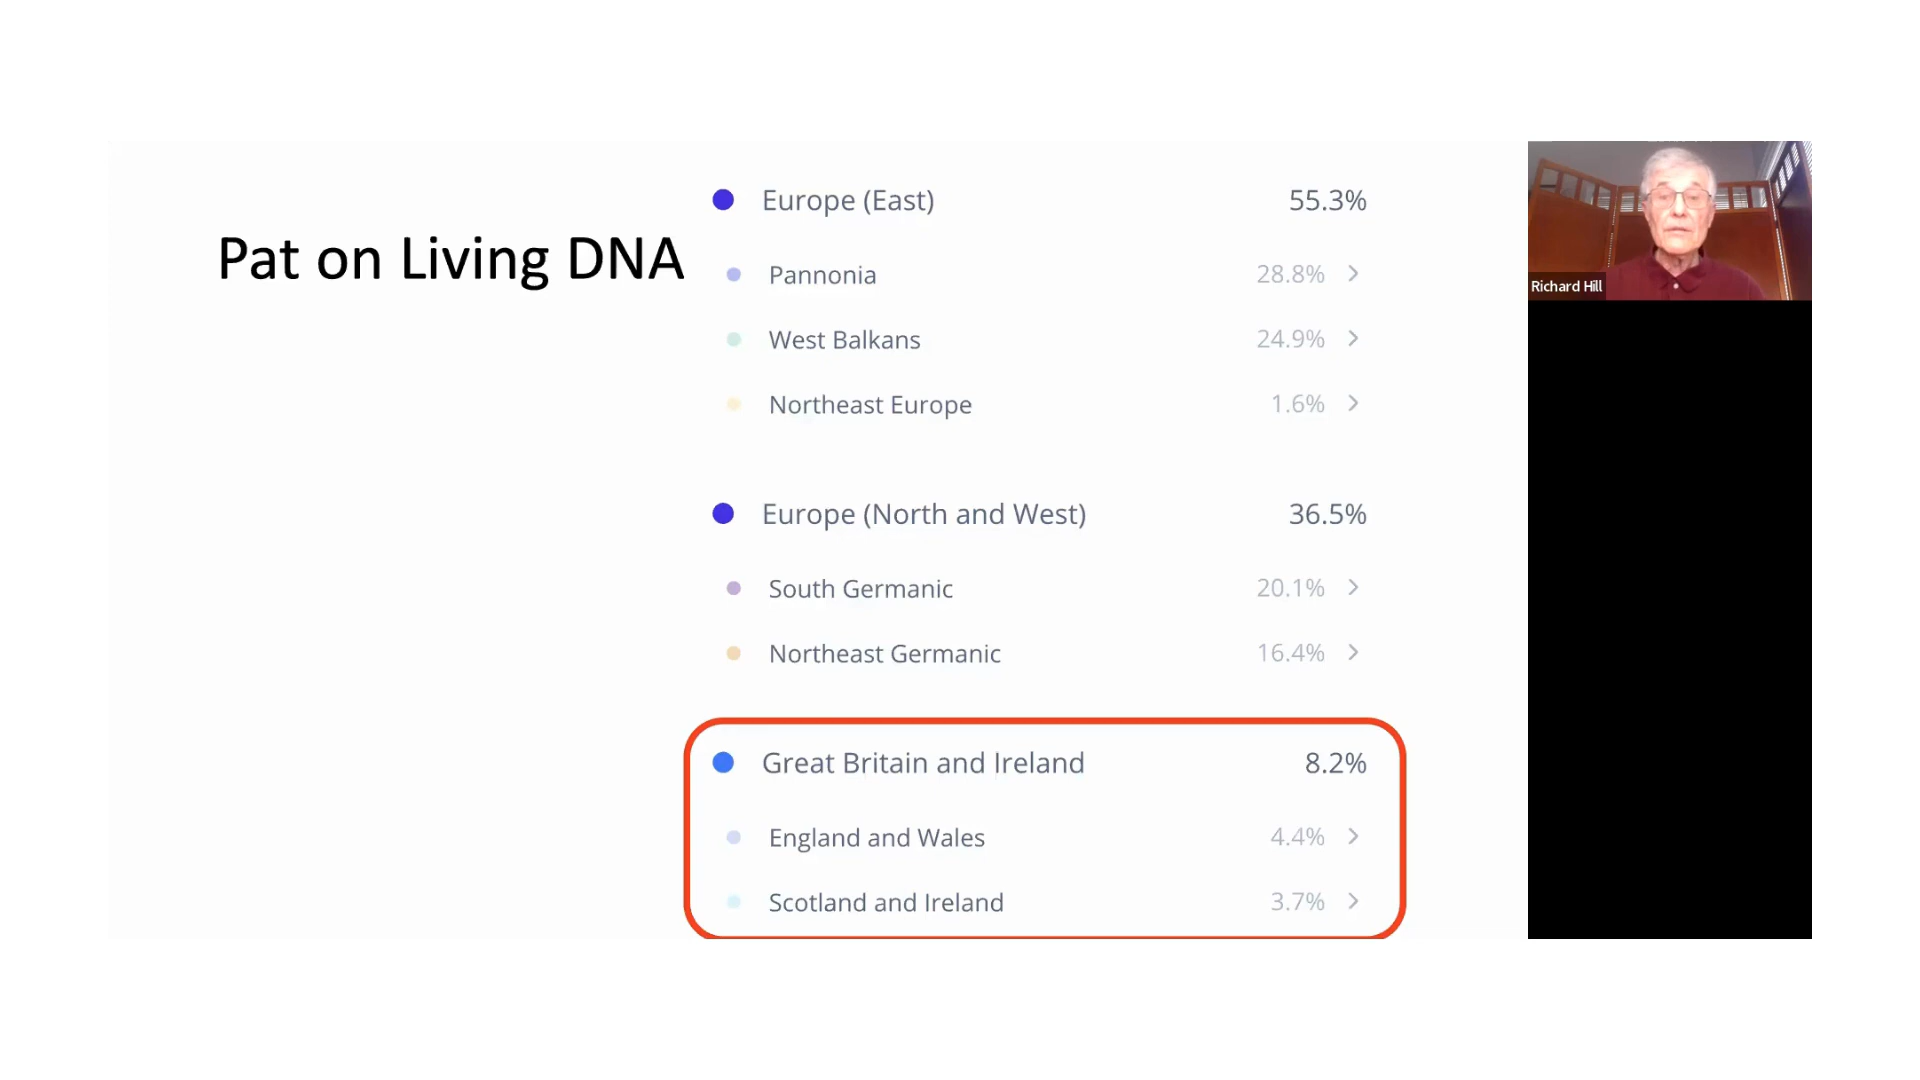 Pat on Living DNA
Europe (East) 55.3%
Pannonia 28.8%
West Balkans 24.9%
Northeast Europe 1.6%
Europe (North and West) 36.5%
South Germanic 20.1%
Northeast Germanic 16.4%
Great Britain and Ireland 8.2%
England and Wales 4.4%
Scotland and Ireland 3.7%
Richard Hill